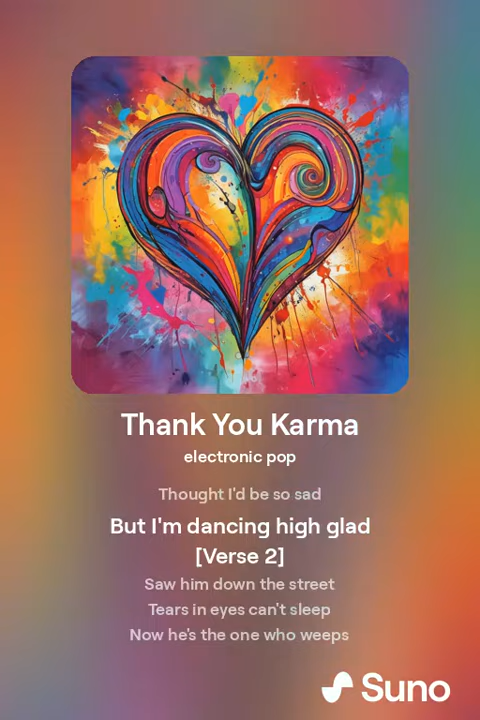 Thank You Karma
electronic pop
Thought I'd be so sad
But I'm dancing high glad
[Verse 2]
Saw him down the street
Tears in eyes can't sleep
Now he's the one who weeps
Suno